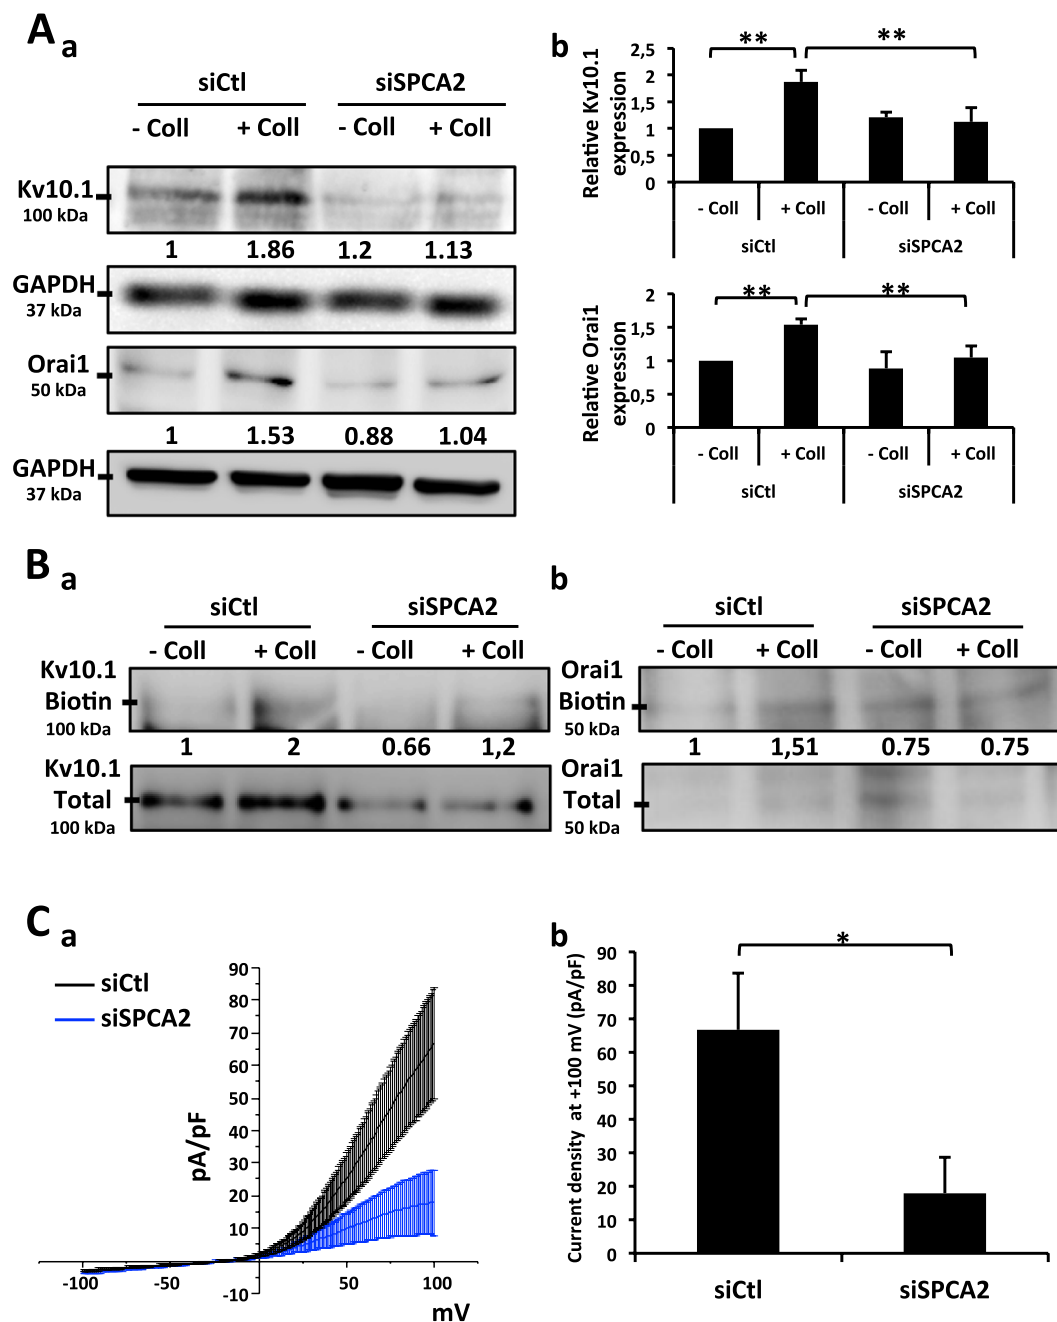 A a
siCtl siSPCA2
- Coll + Coll - Coll + Coll
Kv10.1
100 kDa
1 1.86 1.2 1.13
GAPDH
37 kDa
Orai1
50 kDa
1 1.53 0.88 1.04
GAPDH
37 kDa
b
Relative Kv10.1
expression
2,5
2
1,5
1
0,5
0
** **
- Coll + Coll - Coll + Coll
siCtl siSPCA2
Relative Orai1
expression
2
1,5
1
0,5
0
** **
- Coll + Coll - Coll + Coll
siCtl siSPCA2
B a
siCtl siSPCA2
- Coll + Coll - Coll + Coll
Kv10.1
Biotin
100 kDa
1 2 0.66 1,2
Kv10.1
Total
100 kDa
b
siCtl siSPCA2
- Coll + Coll - Coll + Coll
Orai1
Biotin
50 kDa
1 1,51 0.75 0.75
Orai1
Total
50 kDa
C a
siCtl
siSPCA2
pA/pF
90
80
70
60
50
40
30
20
10
-10
-100 -50 50 100
mV
b
Current density at +100 mV (pA/pF)
90
80
70
60
50
40
30
20
10
0
*
siCtl siSPCA2